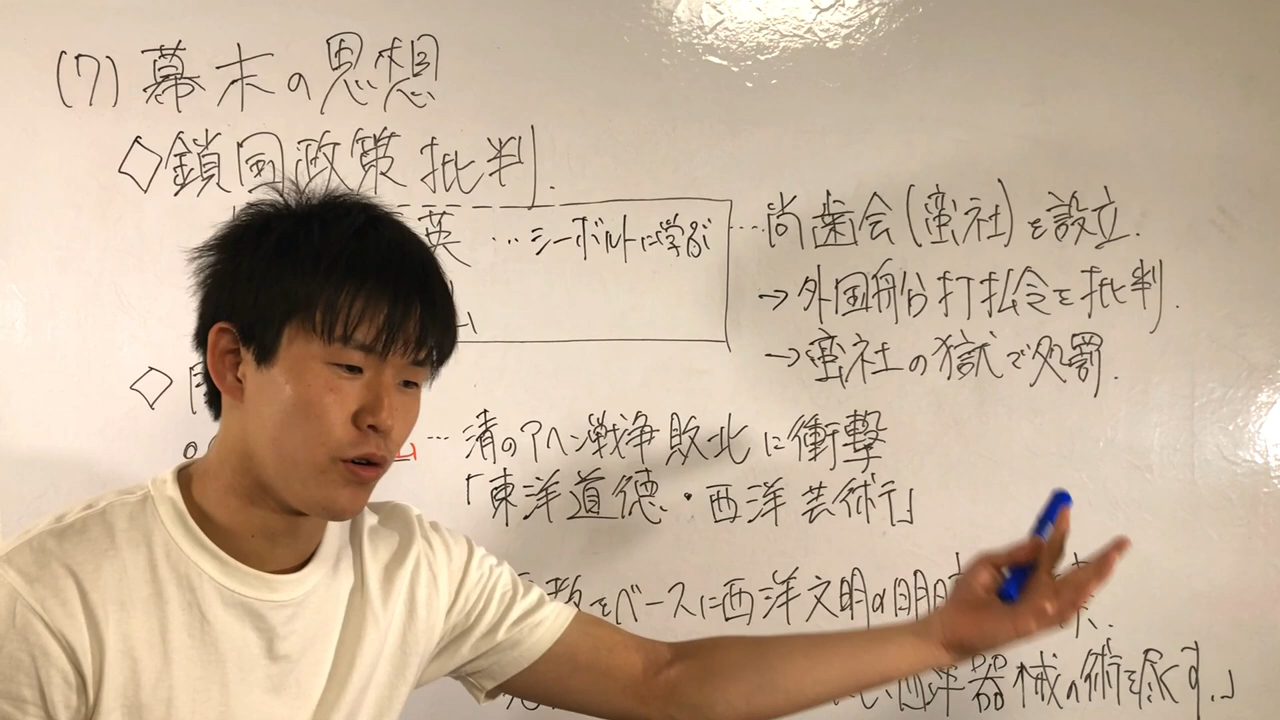 (7) 幕末の思想
◇鎖国政策批判.
英 … シーボルトに学ぶ
…尚歯会(蛮社)を設立.
→外国船打払令を批判.
→蛮社の獄で処罰.
◇
… 清のアヘン戦争敗北に衝撃
「東洋道徳・西洋芸術」
教をベースに西洋文明の
西洋器械の術を尽くす.」